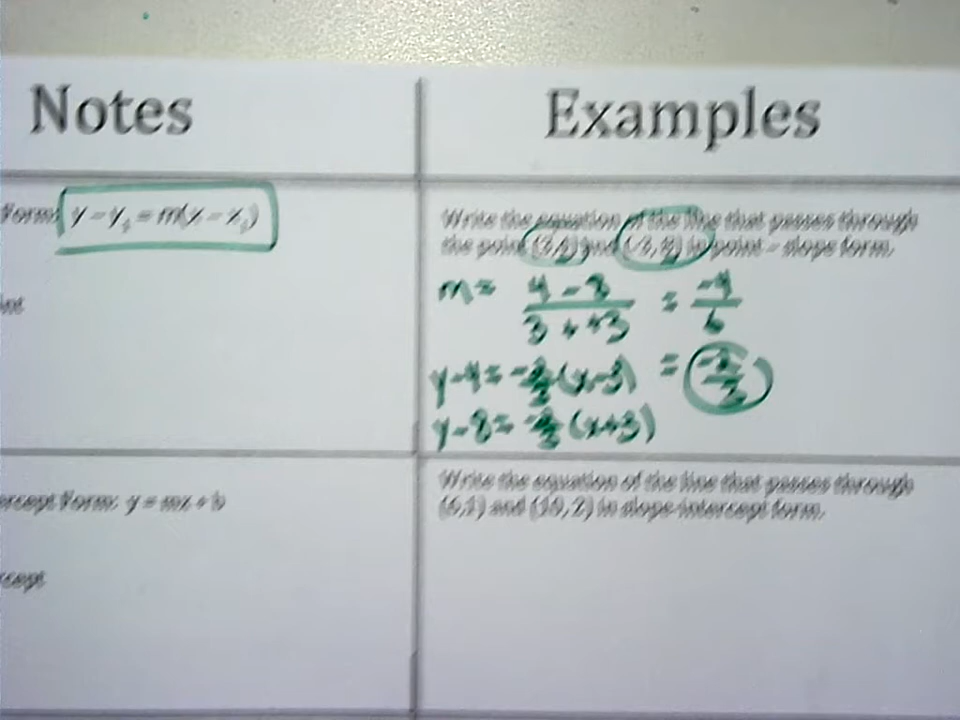 Notes
Examples
Form: y - y₁ = m(x - x₁)
Write the equation of the line that passes through
the point (3,4) and (-3, 8) in point - slope form.
m = 4 - 8 / 3 + +3 = -4 / 6
= -2/3
y-4 = -2/3 (x-3)
y-8 = -2/3 (x+3)
y = mx + b
Write the equation of the line that passes through
(6,1) and (10, 2) in slope-intercept form.